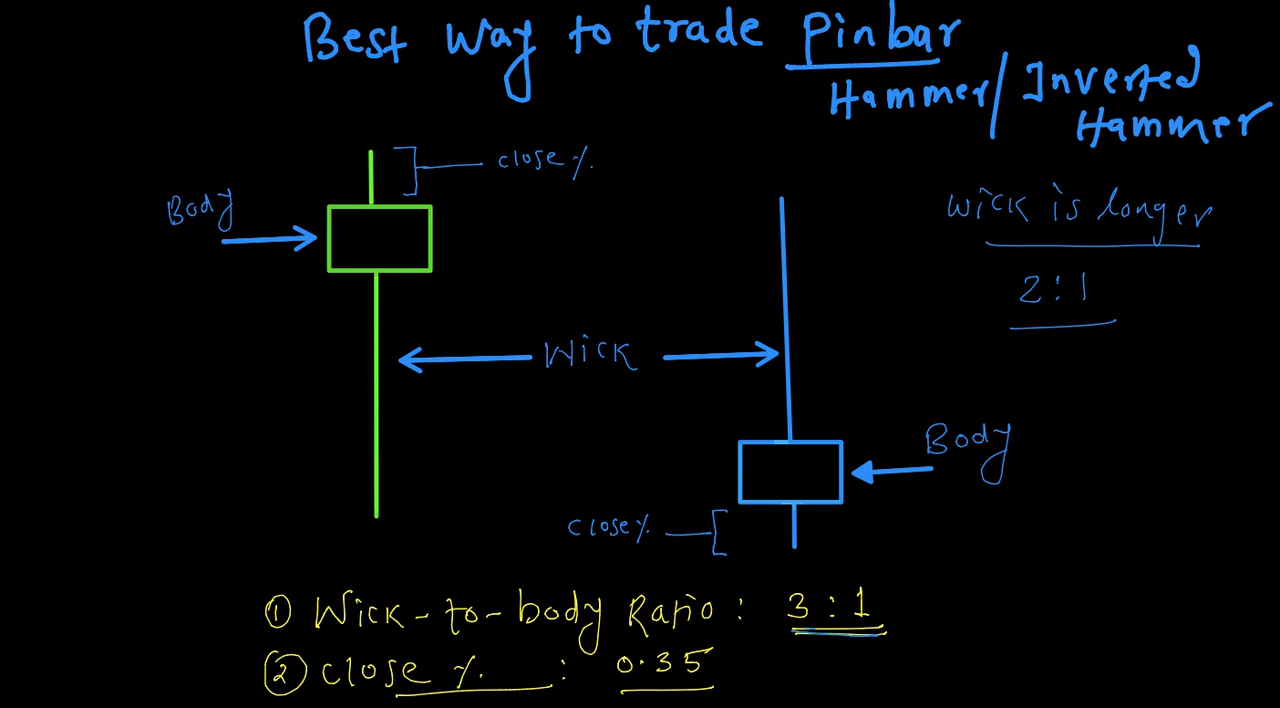 Best way to trade Pinbar
Hammer/Inverted
Hammer
close %
Body
Wick is longer
2:1
Wick
Body
close %
① Wick-to-body Ratio : 3:1
② close % : 0.35